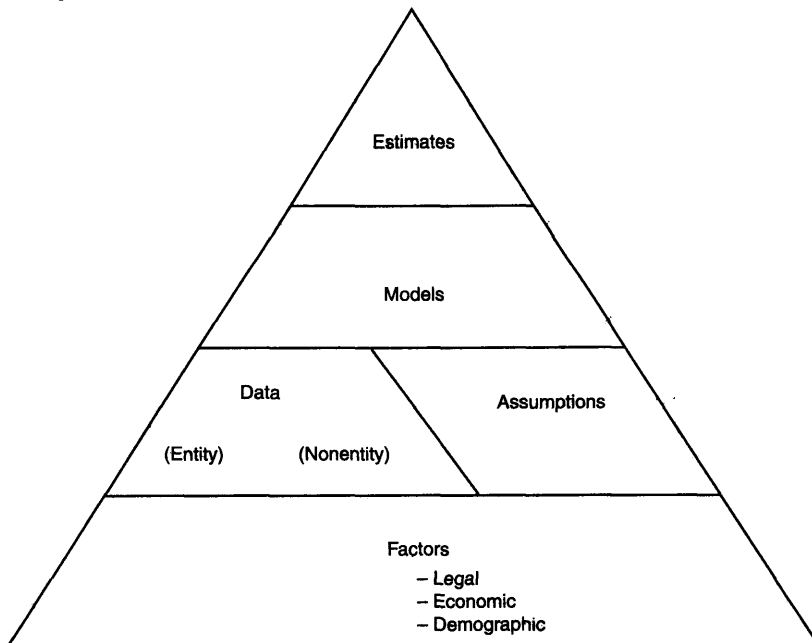 Estimates
Models
Data
Assumptions
(Entity) (Nonentity)
Factors
– Legal
– Economic
– Demographic